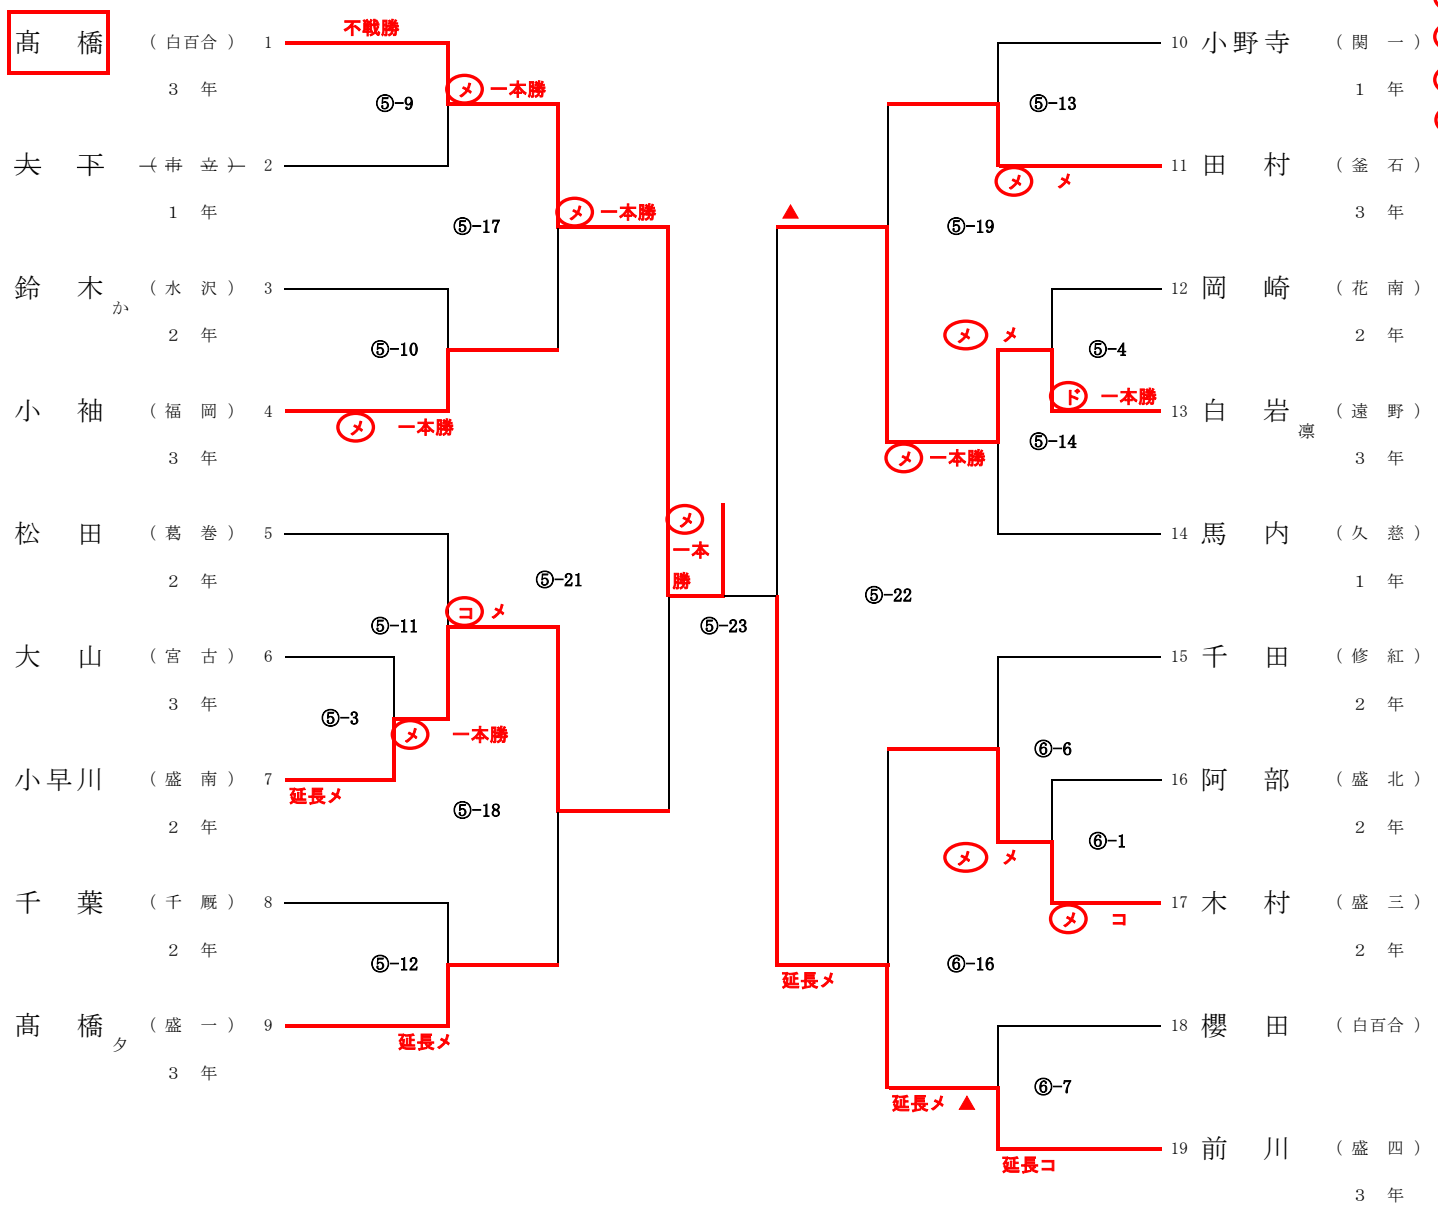 髙橋 （白百合） 1
3 年
不戦勝
⑤-9
メ 一本勝
大平 （市立） 2
1 年
⑤-17
メ 一本勝
鈴木か （水沢） 3
2 年
⑤-10
小袖 （福岡） 4
3 年
メ 一本勝
松田 （葛巻） 5
2 年
⑤-11
コ メ
⑤-21
大山 （宮古） 6
3 年
⑤-3
メ 一本勝
小早川 （盛南） 7
2 年
延長メ
⑤-18
千葉 （千厩） 8
2 年
⑤-12
髙橋タ （盛一） 9
3 年
延長メ
メ
一本
勝
⑤-23
10 小野寺 （関一）
1 年
⑤-13
11 田村 （釜石）
3 年
メ メ
▲
⑤-19
12 岡崎 （花南）
2 年
メ メ
⑤-4
ド 一本勝
13 白岩凛 （遠野）
3 年
⑤-14
メ 一本勝
14 馬内 （久慈）
1 年
⑤-22
15 千田 （修紅）
2 年
⑥-6
16 阿部 （盛北）
2 年
⑥-1
メ メ
17 木村 （盛三）
2 年
メ コ
⑥-16
延長メ
18 櫻田 （白百合）
⑥-7
延長メ ▲
19 前川 （盛四）
3 年
延長コ